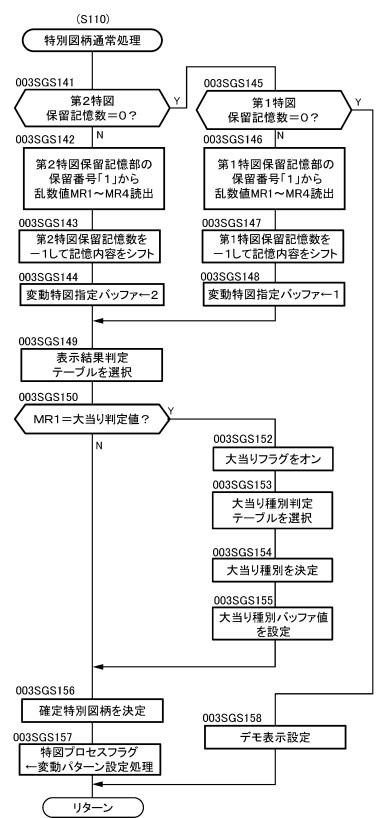 (S110)
特別図柄通常処理
003SGS141
第2特図
保留記憶数＝0？
Y
N
003SGS145
第1特図
保留記憶数＝0？
Y
N
003SGS142
第2特図保留記憶部の
保留番号「1」から
乱数値MR1～MR4読出
003SGS146
第1特図保留記憶部の
保留番号「1」から
乱数値MR1～MR4読出
003SGS143
第2特図保留記憶数を
－1して記憶内容をシフト
003SGS147
第1特図保留記憶数を
－1して記憶内容をシフト
003SGS144
変動特図指定バッファ←2
003SGS148
変動特図指定バッファ←1
003SGS149
表示結果判定
テーブルを選択
003SGS150
MR1＝大当り判定値？
Y
N
003SGS152
大当りフラグをオン
003SGS153
大当り種別判定
テーブルを選択
003SGS154
大当り種別を決定
003SGS155
大当り種別バッファ値
を設定
003SGS156
確定特別図柄を決定
003SGS157
特図プロセスフラグ
←変動パターン設定処理
003SGS158
デモ表示設定
リターン